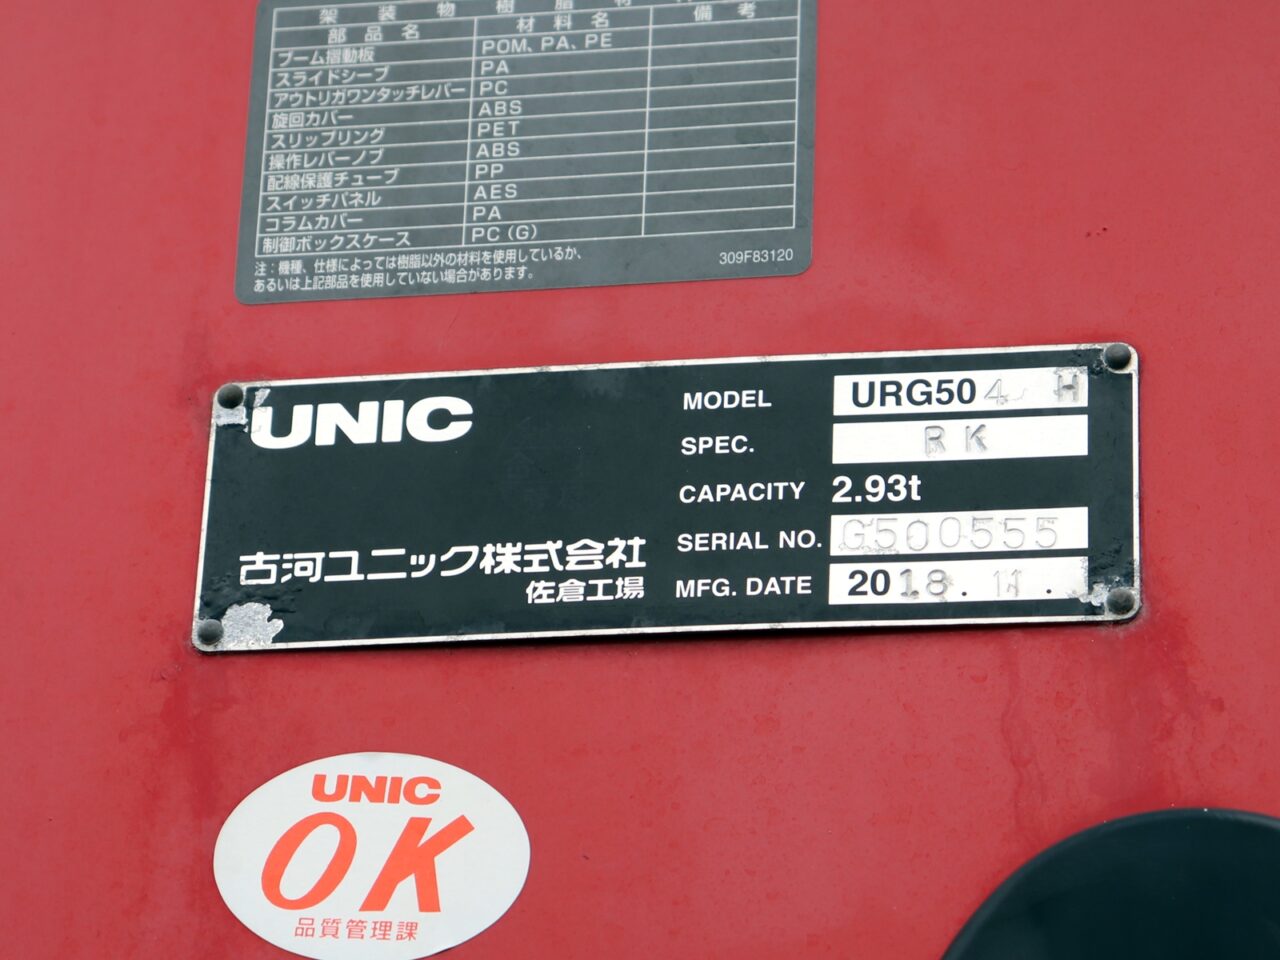 架装物樹脂材
部品名 材料名 備考
ブーム摺動板 POM、PA、PE
スライドシーブ PA
アウトリガワンタッチレバー PC
旋回カバー ABS
スリップリング PET
操作レバーノブ ABS
配線保護チューブ PP
スイッチパネル AES
コラムカバー PA
制御ボックスケース PC(G)
注：機種、仕様によっては樹脂以外の材料を使用しているか、
あるいは上記部品を使用していない場合があります。
309F83120
UNIC
古河ユニック株式会社
佐倉工場
MODEL URG504 H
SPEC. RK
CAPACITY 2.93t
SERIAL NO. G500555
MFG. DATE 2018. 11.
UNIC
OK
品質管理課